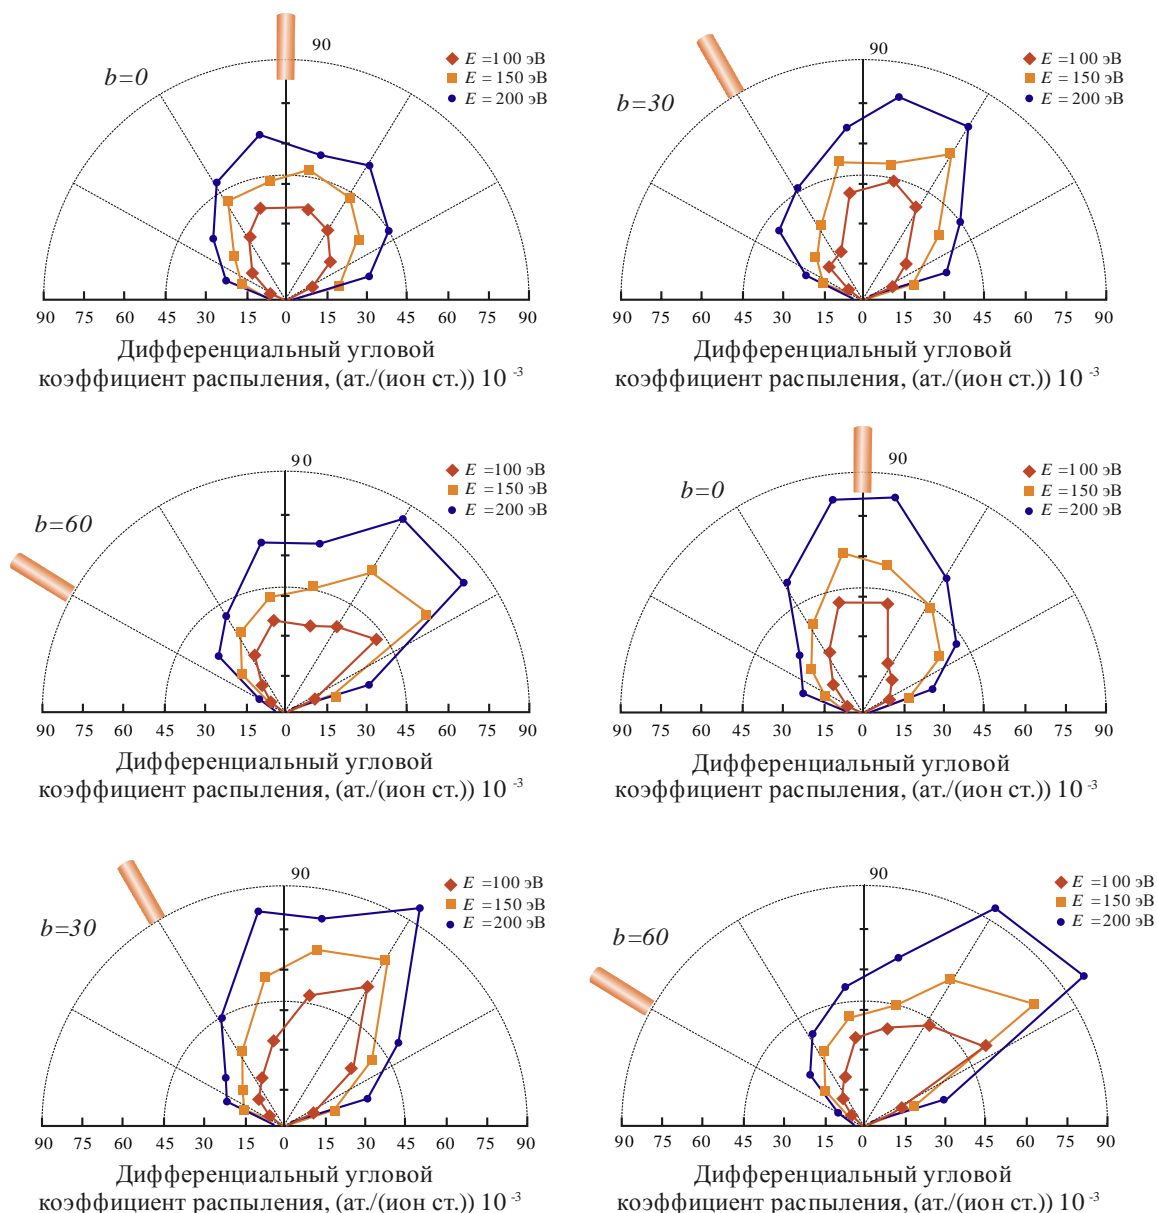 b=0
90
E =100 эВ
E =150 эВ
E =200 эВ
90 75 60 45 30 15 0 15 30 45 60 75 90
Дифференциальный угловой
коэффициент распыления, (ат./(ион ст.)) 10 -3
b=30
90
E =100 эВ
E =150 эВ
E =200 эВ
90 75 60 45 30 15 0 15 30 45 60 75 90
Дифференциальный угловой
коэффициент распыления, (ат./(ион ст.)) 10 -3
b=60
90
E =100 эВ
E =150 эВ
E =200 эВ
90 75 60 45 30 15 0 15 30 45 60 75 90
Дифференциальный угловой
коэффициент распыления, (ат./(ион ст.)) 10 -3
b=0
90
E =100 эВ
E =150 эВ
E =200 эВ
90 75 60 45 30 15 0 15 30 45 60 75 90
Дифференциальный угловой
коэффициент распыления, (ат./(ион ст.)) 10 -3
b=30
90
E =100 эВ
E =150 эВ
E =200 эВ
90 75 60 45 30 15 0 15 30 45 60 75 90
Дифференциальный угловой
коэффициент распыления, (ат./(ион ст.)) 10 -3
b=60
90
E =100 эВ
E =150 эВ
E =200 эВ
90 75 60 45 30 15 0 15 30 45 60 75 90
Дифференциальный угловой
коэффициент распыления, (ат./(ион ст.)) 10 -3